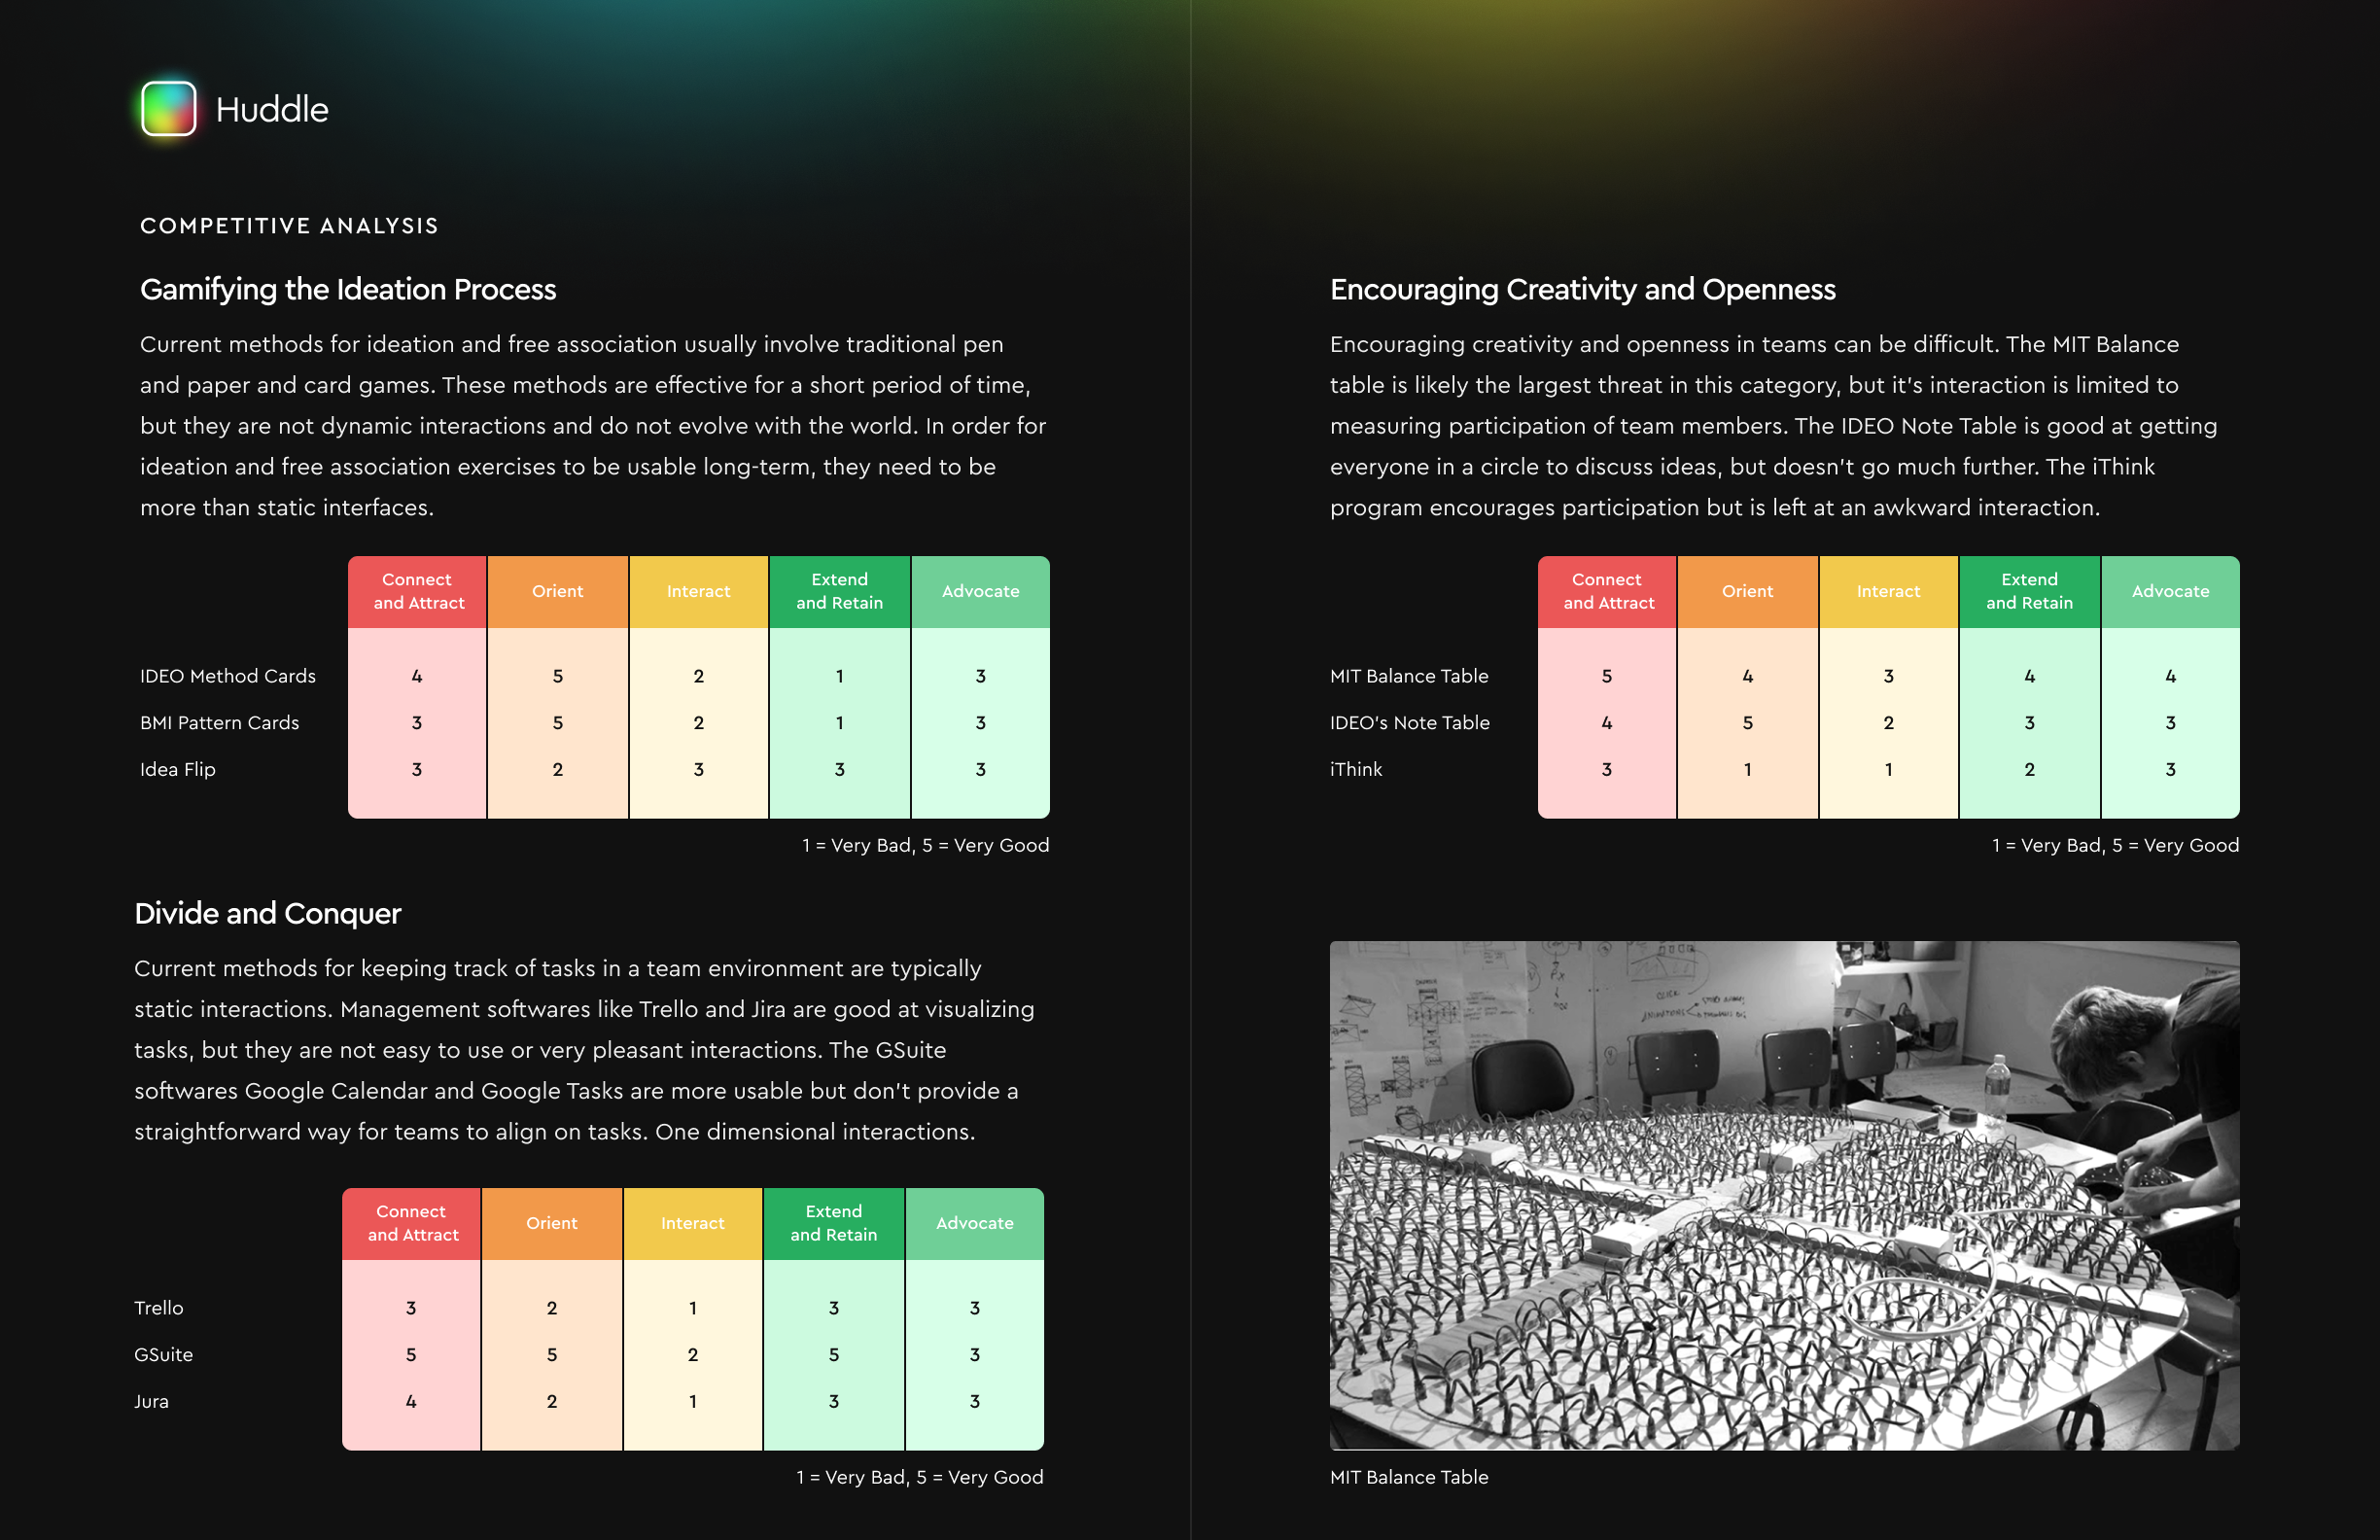 Huddle
COMPETITIVE ANALYSIS
Gamifying the Ideation Process
Current methods for ideation and free association usually involve traditional pen
and paper and card games. These methods are effective for a short period of time,
but they are not dynamic interactions and do not evolve with the world. In order for
ideation and free association exercises to be usable long-term, they need to be
more than static interfaces.
Connect
and Attract
Orient
Interact
Extend
and Retain
Advocate
IDEO Method Cards 4 5 2 1 3
BMI Pattern Cards 3 5 2 1 3
Idea Flip 3 2 3 3 3
1 = Very Bad, 5 = Very Good
Divide and Conquer
Current methods for keeping track of tasks in a team environment are typically
static interactions. Management softwares like Trello and Jira are good at visualizing
tasks, but they are not easy to use or very pleasant interactions. The GSuite
softwares Google Calendar and Google Tasks are more usable but don't provide a
straightforward way for teams to align on tasks. One dimensional interactions.
Connect
and Attract
Orient
Interact
Extend
and Retain
Advocate
Trello 3 2 1 3 3
GSuite 5 5 2 5 3
Jura 4 2 1 3 3
1 = Very Bad, 5 = Very Good
Encouraging Creativity and Openness
Encouraging creativity and openness in teams can be difficult. The MIT Balance
table is likely the largest threat in this category, but it's interaction is limited to
measuring participation of team members. The IDEO Note Table is good at getting
everyone in a circle to discuss ideas, but doesn't go much further. The iThink
program encourages participation but is left at an awkward interaction.
Connect
and Attract
Orient
Interact
Extend
and Retain
Advocate
MIT Balance Table 5 4 3 4 4
IDEO's Note Table 4 5 2 3 3
iThink 3 1 1 2 3
1 = Very Bad, 5 = Very Good
MIT Balance Table